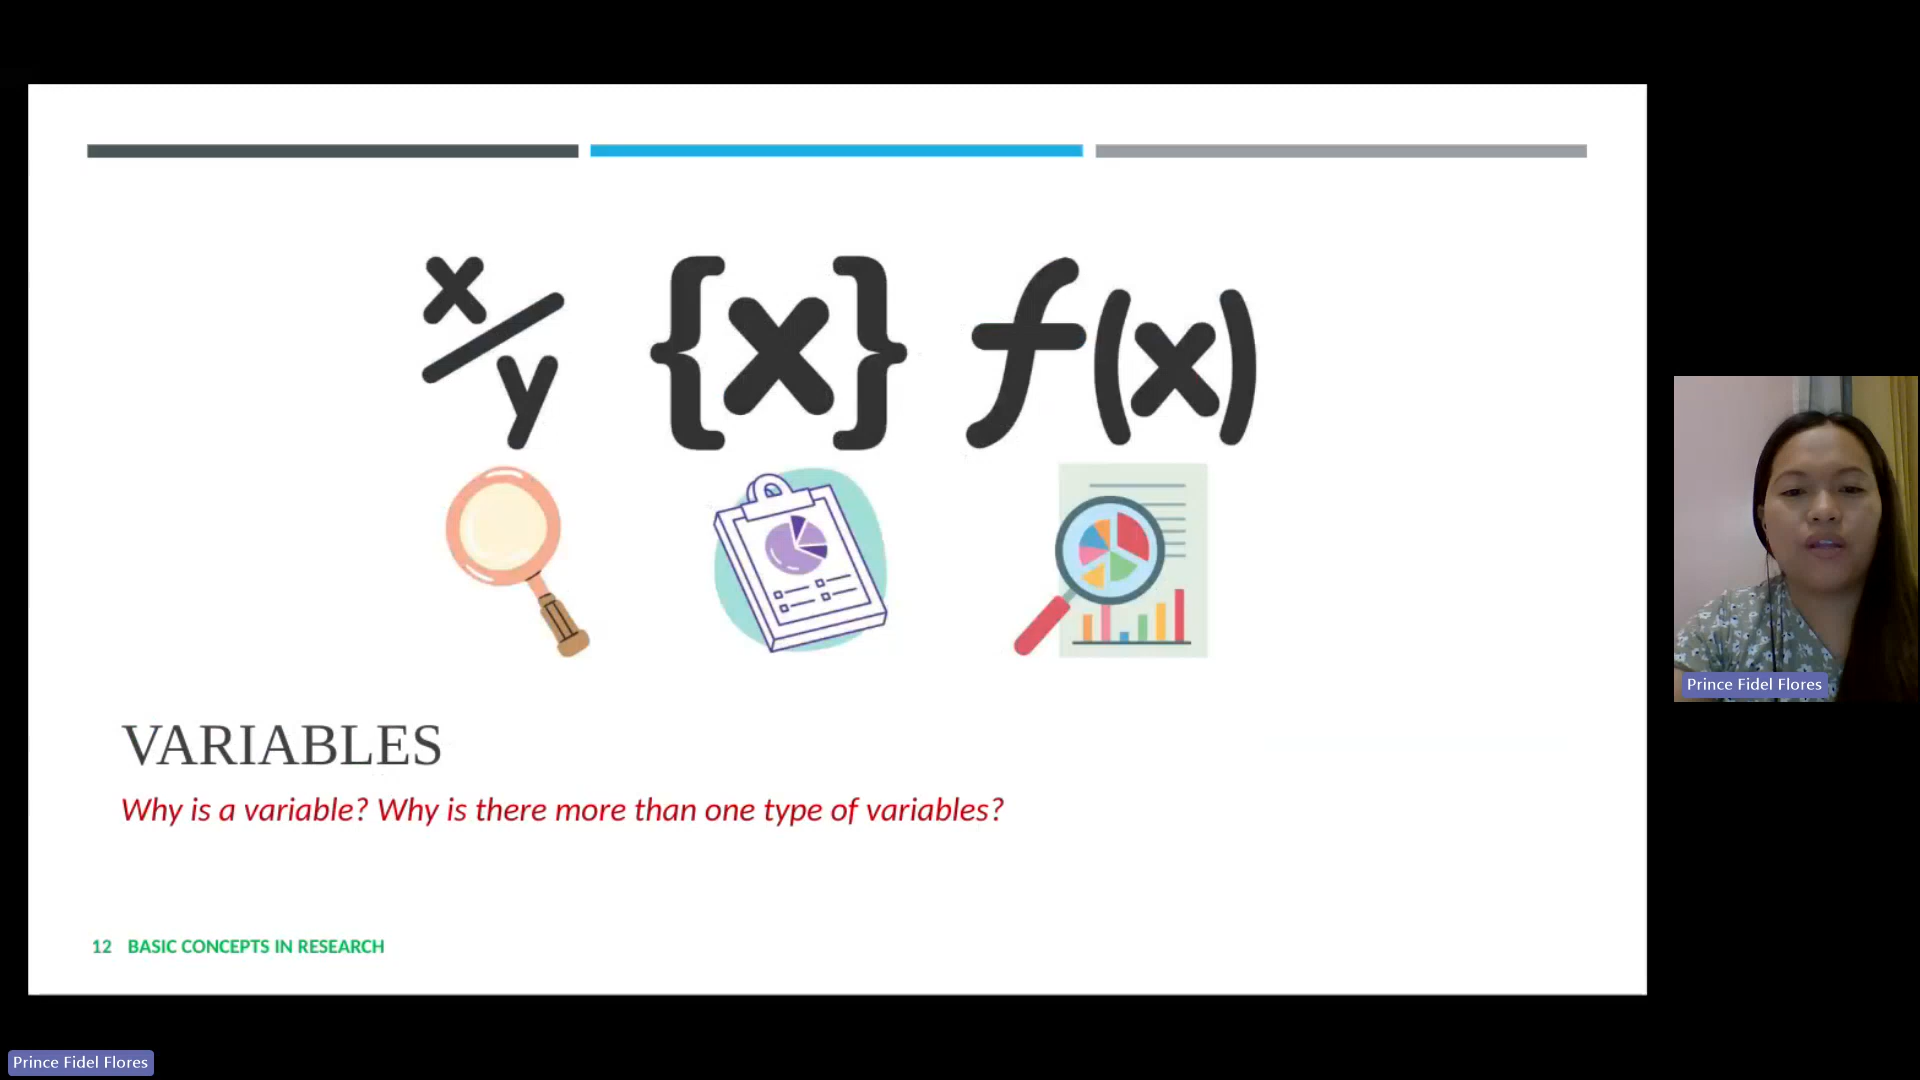 x/y {x} f(x)
VARIABLES
Why is a variable? Why is there more than one type of variables?
12 BASIC CONCEPTS IN RESEARCH
Prince Fidel Flores
Prince Fidel Flores